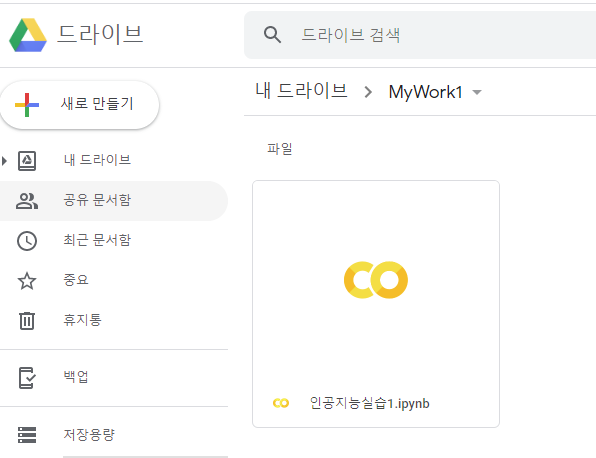 드라이브
드라이브 검색
새로 만들기
내 드라이브
공유 문서함
최근 문서함
중요
휴지통
백업
저장용량
내 드라이브 > MyWork1
파일
인공지능실습1.ipynb